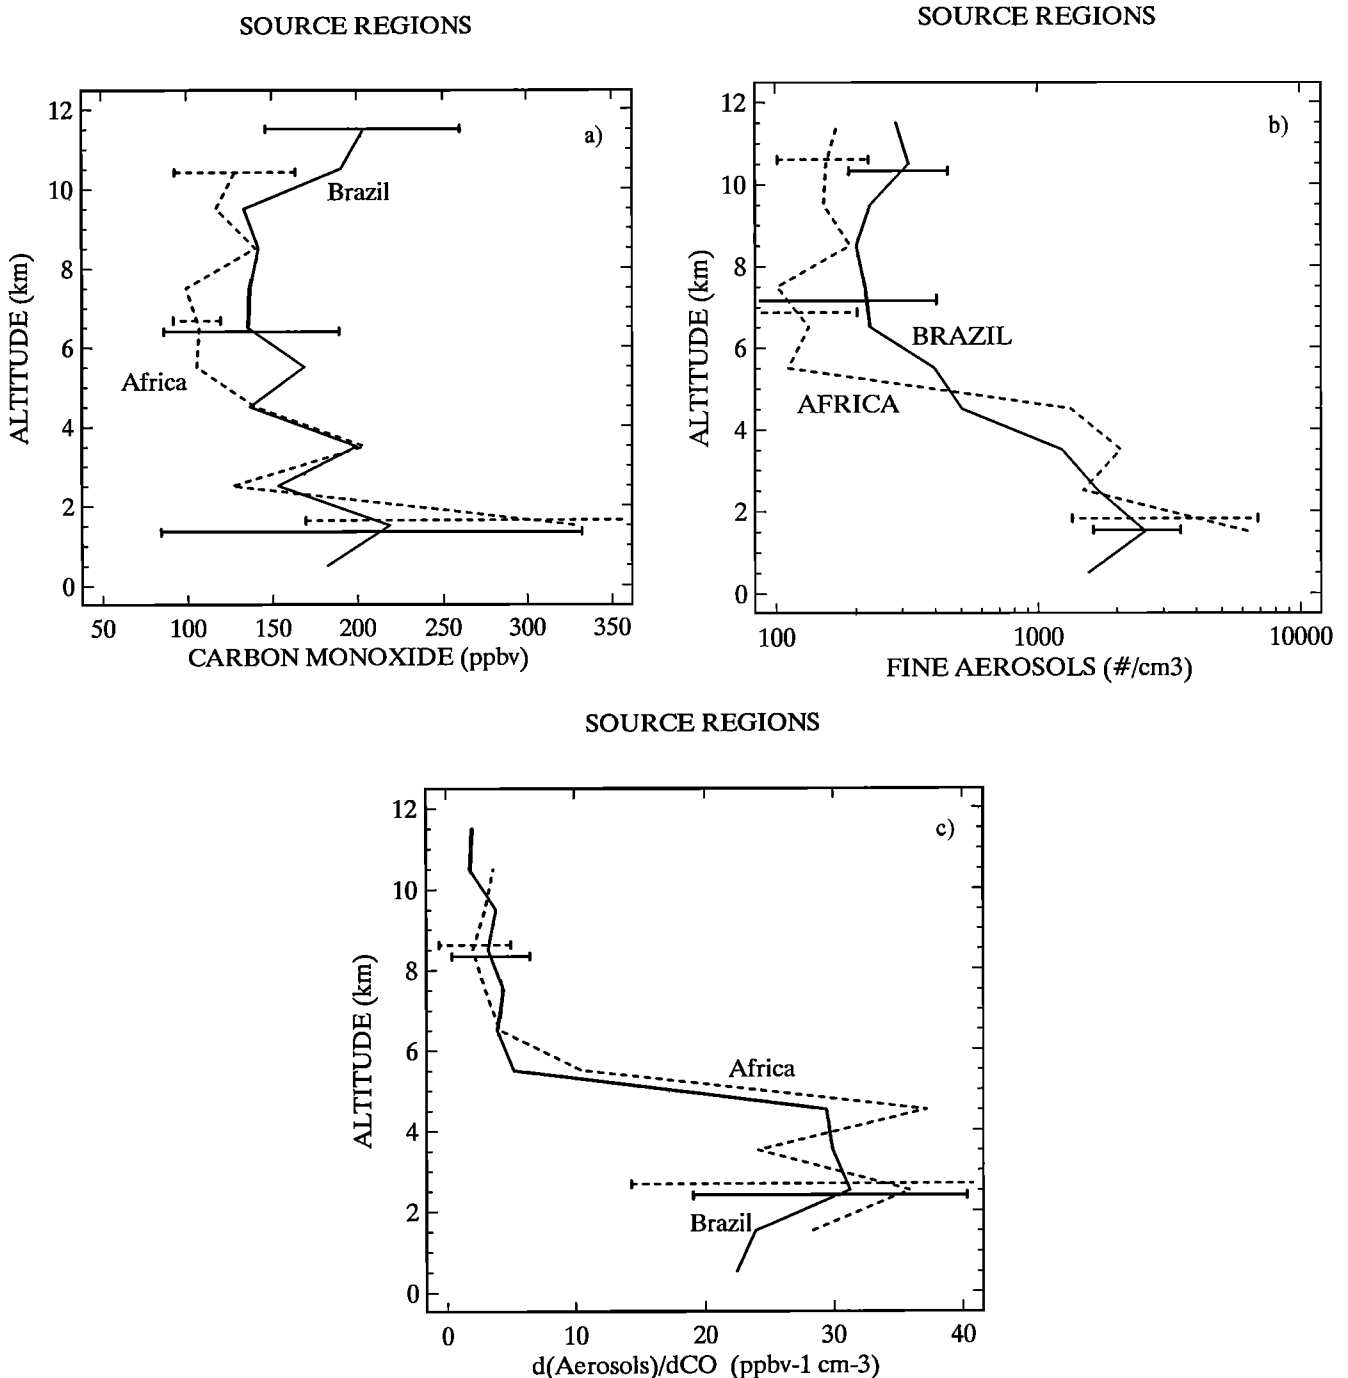 SOURCE REGIONS
a)
12
10
8
6
4
2
0
ALTITUDE (km)
Brazil
Africa
50 100 150 200 250 300 350
CARBON MONOXIDE (ppbv)
SOURCE REGIONS
b)
12
10
8
6
4
2
0
ALTITUDE (km)
BRAZIL
AFRICA
100 1000 10000
FINE AEROSOLS (#/cm3)
SOURCE REGIONS
c)
12
10
8
6
4
2
0
ALTITUDE (km)
Africa
Brazil
0 10 20 30 40
d(Aerosols)/dCO (ppbv-1 cm-3)